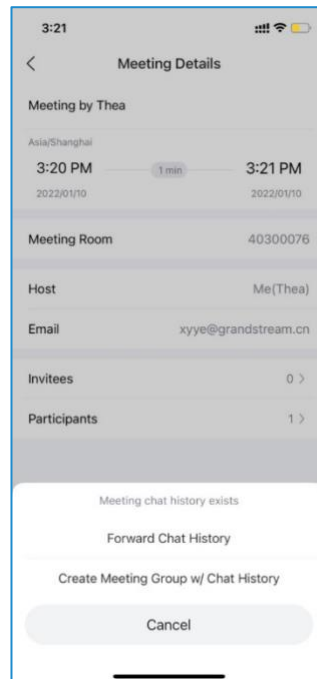 3:21
Meeting Details
Meeting by Thea
Asia/Shanghai
3:20 PM 1 min 3:21 PM
2022/01/10 2022/01/10
Meeting Room 40300076
Host Me(Thea)
Email xyye@grandstream.cn
Invitees 0
Participants 1
Meeting chat history exists
Forward Chat History
Create Meeting Group w/ Chat History
Cancel